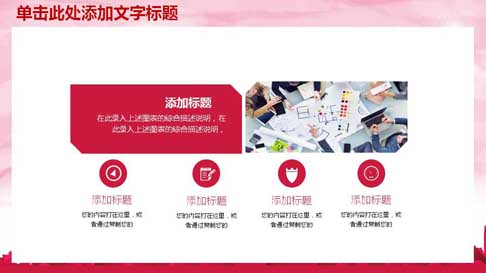 单击此处添加文字标题
添加标题
在此录入上述图表的综合描述说明，在
此录入上述图表的综合描述说明，
添加标题
您的内容打在这里，或
者通过复制您的
添加标题
您的内容打在这里，或
者通过复制您的
添加标题
您的内容打在这里，或
者通过复制您的
添加标题
您的内容打在这里，或
者通过复制您的